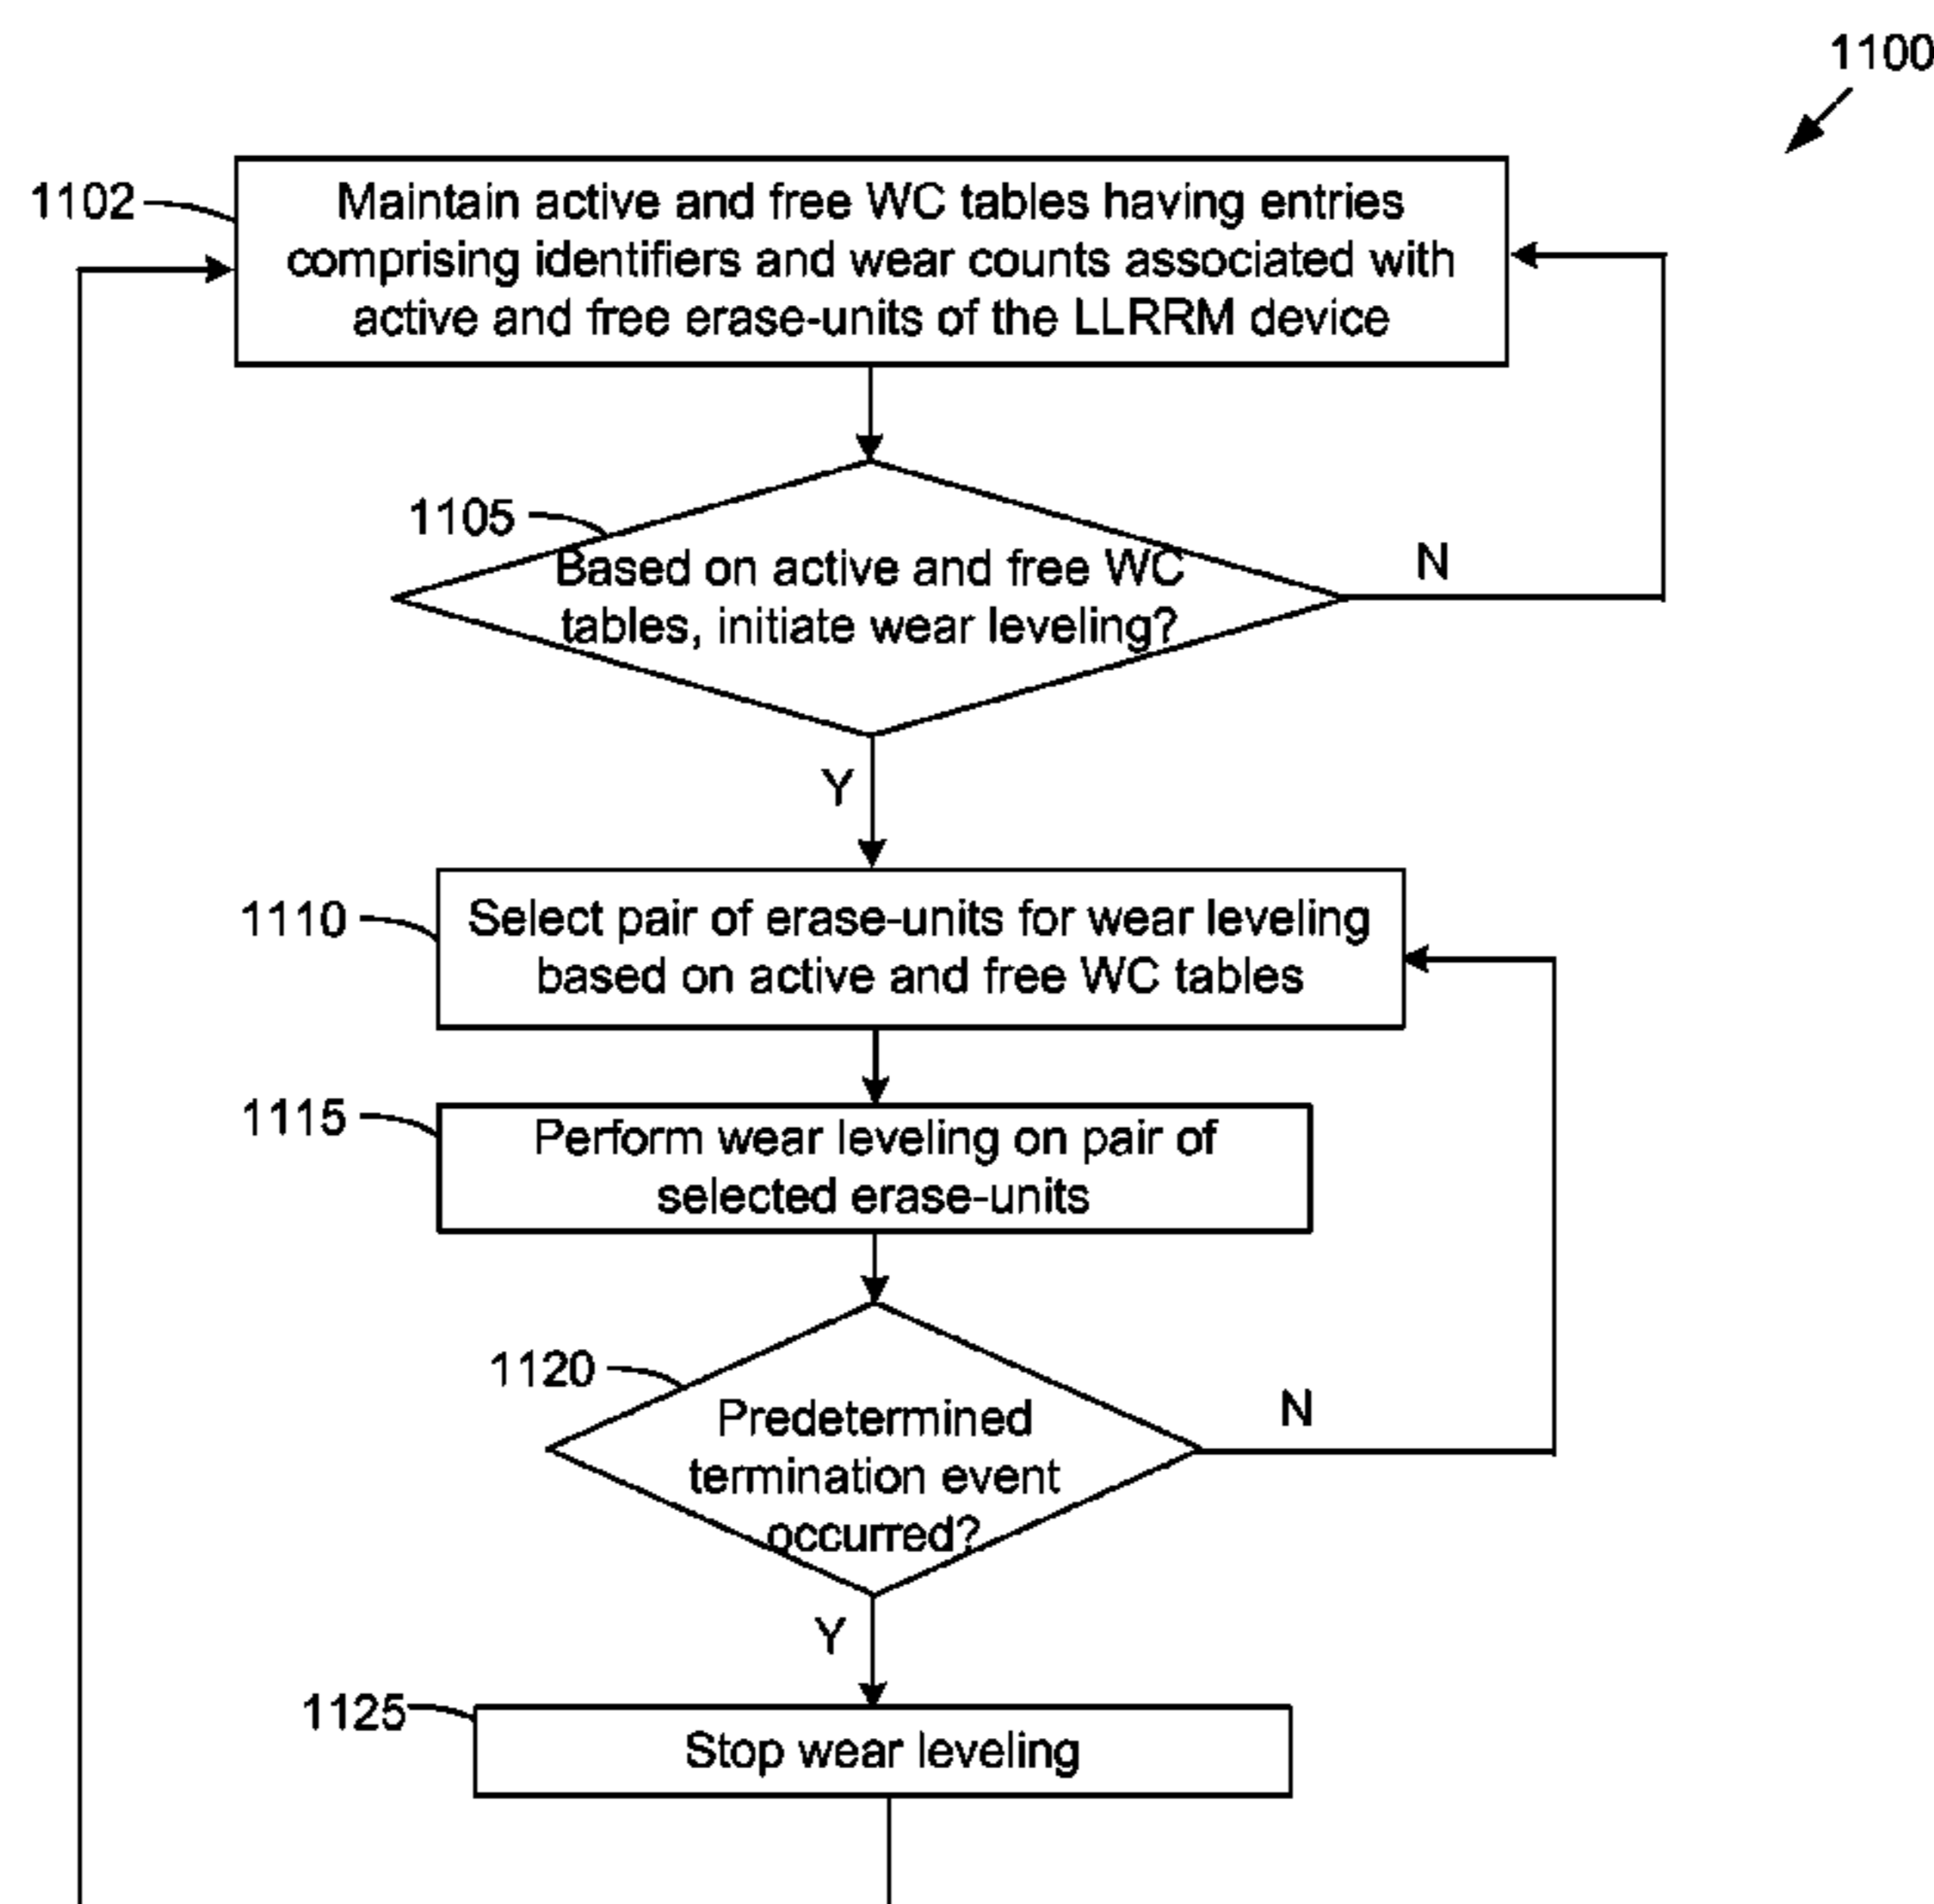 1100
1102
Maintain active and free WC tables having entries
comprising identifiers and wear counts associated with
active and free erase-units of the LLRRM device
1105
Based on active and free WC
tables, initiate wear leveling?
N
Y
1110
Select pair of erase-units for wear leveling
based on active and free WC tables
1115
Perform wear leveling on pair of
selected erase-units
1120
Predetermined
termination event
occurred?
N
Y
1125
Stop wear leveling